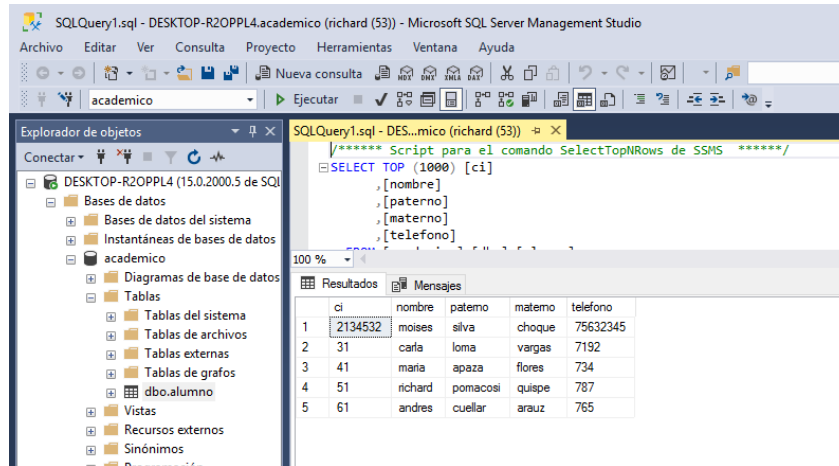 SQLQuery1.sql - DESKTOP-R2OPPL4.academico (richard (53)) - Microsoft SQL Server Management Studio
Archivo Editar Ver Consulta Proyecto Herramientas Ventana Ayuda
Nueva consulta MDX DMX XMLA DAX
academico Ejecutar
Explorador de objetos
Conectar
DESKTOP-R2OPPL4 (15.0.2000.5 de SQL
Bases de datos
Bases de datos del sistema
Instantáneas de bases de datos
academico
Diagramas de base de datos
Tablas
Tablas del sistema
Tablas de archivos
Tablas externas
Tablas de grafos
dbo.alumno
Vistas
Recursos externos
Sinónimos
SQLQuery1.sql - DES...mico (richard (53))
/****** Script para el comando SelectTopNRows de SSMS ******/
SELECT TOP (1000) [ci]
,[nombre]
,[paterno]
,[materno]
,[telefono]
100 %
Resultados Mensajes
ci nombre paterno materno telefono
1 2134532 moises silva choque 75632345
2 31 carla loma vargas 7192
3 41 maria apaza flores 734
4 51 richard pomacosi quispe 787
5 61 andres cuellar arauz 765